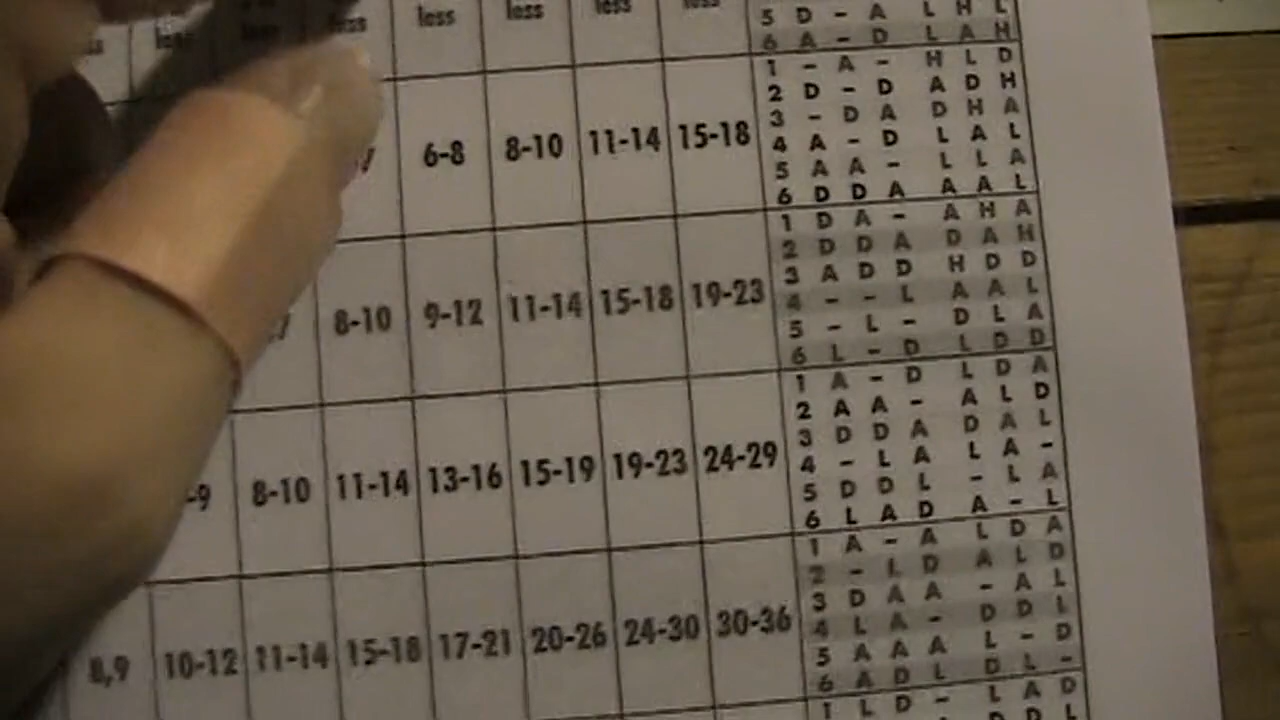 less less less less
5 D - A L H L
6 A - D L A H
1 - A - H L D
2 D - D A D H
3 - D A D H A
6-8 8-10 11-14 15-18
4 A - D L A L
5 A A - L L A
6 D D A A A L
1 D A - A H A
2 D D A D A H
3 A D D H D D
8-10 9-12 11-14 15-18 19-23
4 - - L A A L
5 - L - D L A
6 L - D L D D
1 A - D L D A
2 A A - A L D
3 D D A D A L
-9 8-10 11-14 13-16 15-19 19-23 24-29
4 - L A L A -
5 D D L - L A
6 L A D A - L
1 A - A L D A
2 - L D A L D
3 D A A - A L
8,9 10-12 11-14 15-18 17-21 20-26 24-30 30-36
4 L A - D D L
5 A A A L - D
6 A D L D L -
1 L D - L A D
D D L